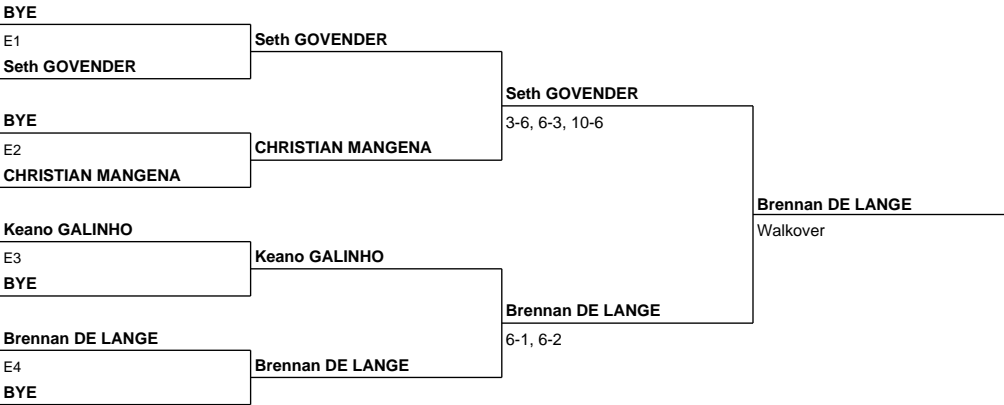 BYE
E1
Seth GOVENDER
Seth GOVENDER
BYE
E2
CHRISTIAN MANGENA
CHRISTIAN MANGENA
Seth GOVENDER
3-6, 6-3, 10-6
Keano GALINHO
E3
BYE
Keano GALINHO
Brennan DE LANGE
E4
BYE
Brennan DE LANGE
Brennan DE LANGE
6-1, 6-2
Brennan DE LANGE
Walkover